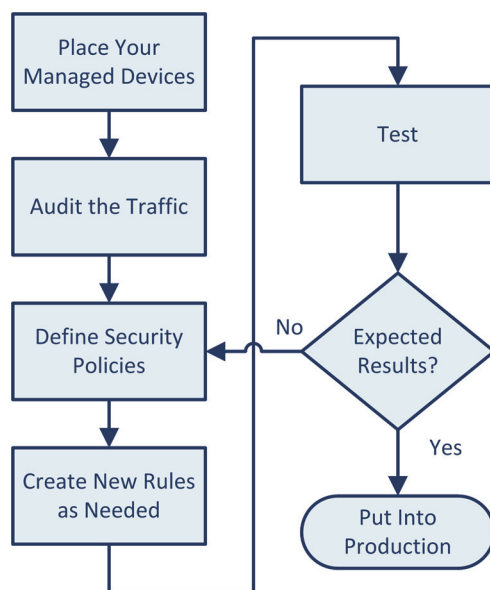 Place Your
Managed Devices
Audit the Traffic
Define Security
Policies
Create New Rules
as Needed
Test
Expected
Results?
No
Yes
Put Into
Production